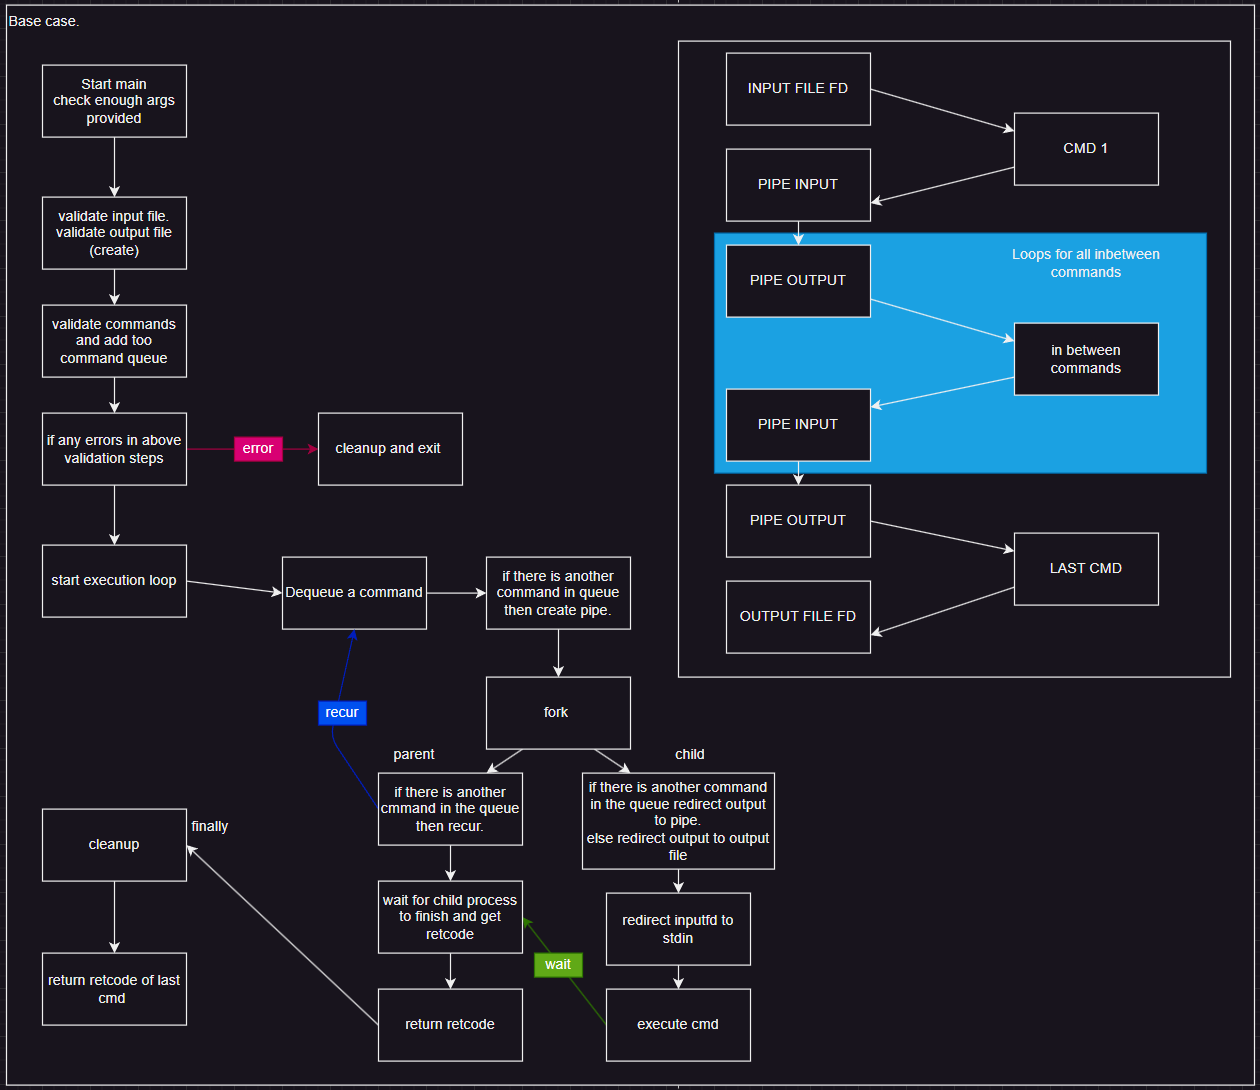 Base case.
Start main
check enough args
provided
validate input file.
validate output file
(create)
validate commands
and add too
command queue
if any errors in above
validation steps
error
cleanup and exit
start execution loop
Dequeue a command
if there is another
command in queue
then create pipe.
fork
recur
parent
child
if there is another
cmmand in the queue
then recur.
if there is another command
in the queue redirect output
to pipe.
else redirect output to output
file
cleanup
finally
wait for child process
to finish and get
retcode
redirect inputfd to
stdin
wait
return retcode of last
cmd
return retcode
execute cmd
INPUT FILE FD
CMD 1
PIPE INPUT
PIPE OUTPUT
Loops for all inbetween
commands
in between
commands
PIPE INPUT
PIPE OUTPUT
LAST CMD
OUTPUT FILE FD